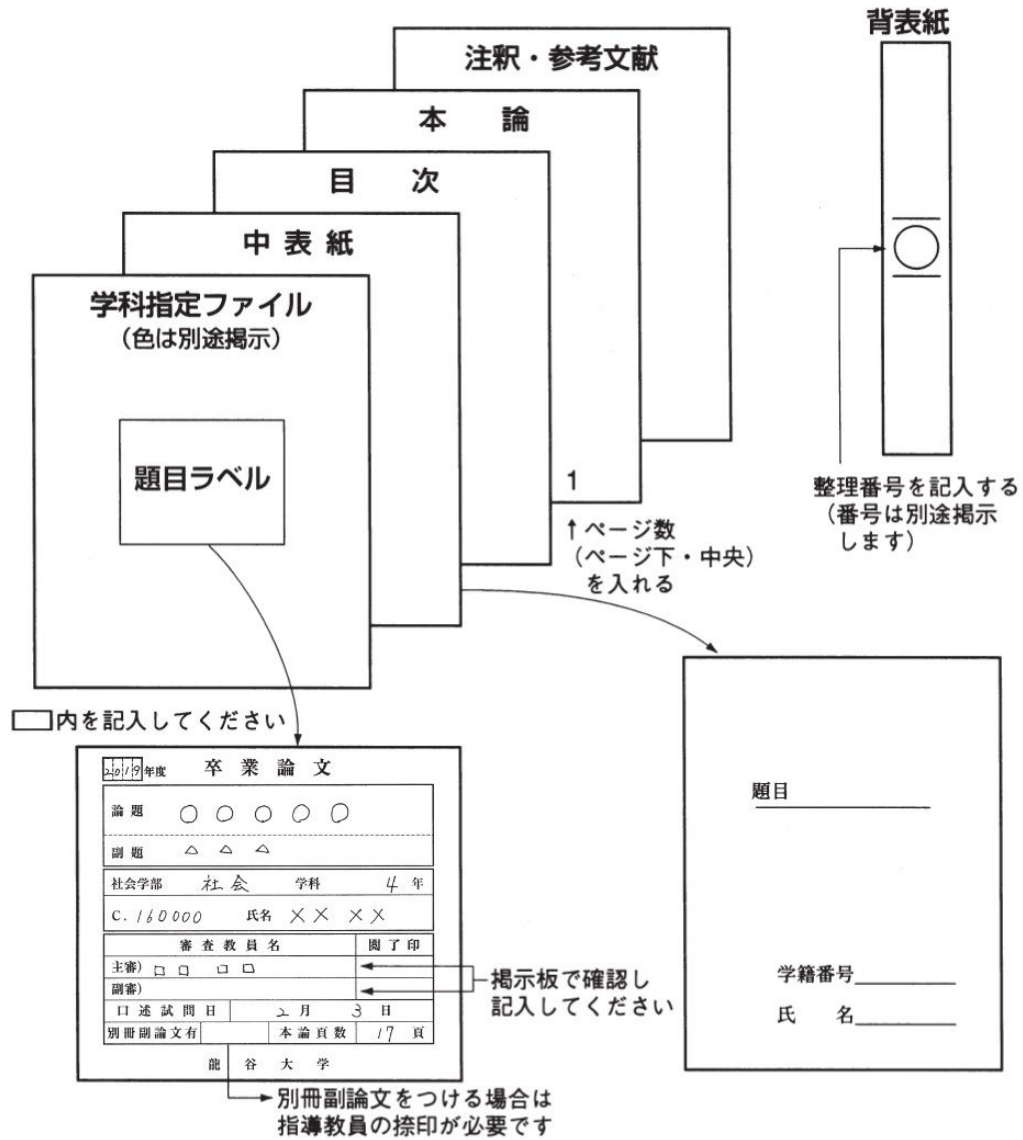 背表紙
注釈・参考文献
本　　論
目　　次
中 表 紙
学科指定ファイル
（色は別途掲示）
題目ラベル
1
↑ページ数
（ページ下・中央）
を入れる
整理番号を記入する
（番号は別途掲示
します）
□内を記入してください
2019年度　卒 業 論 文
論 題　○ ○ ○ ○ ○
副 題　△ △ △
社会学部　社会　学科　4 年
C. 160000　氏名　×× ××
審 査 教 員 名　閲 了 印
主審）□□ □□
副審）
口 述 試 問 日　2 月　3 日
別冊副論文有　本 論 頁 数　17 頁
龍 谷 大 学
掲示板で確認し
記入してください
別冊副論文をつける場合は
指導教員の捺印が必要です
題目
学籍番号
氏　　名